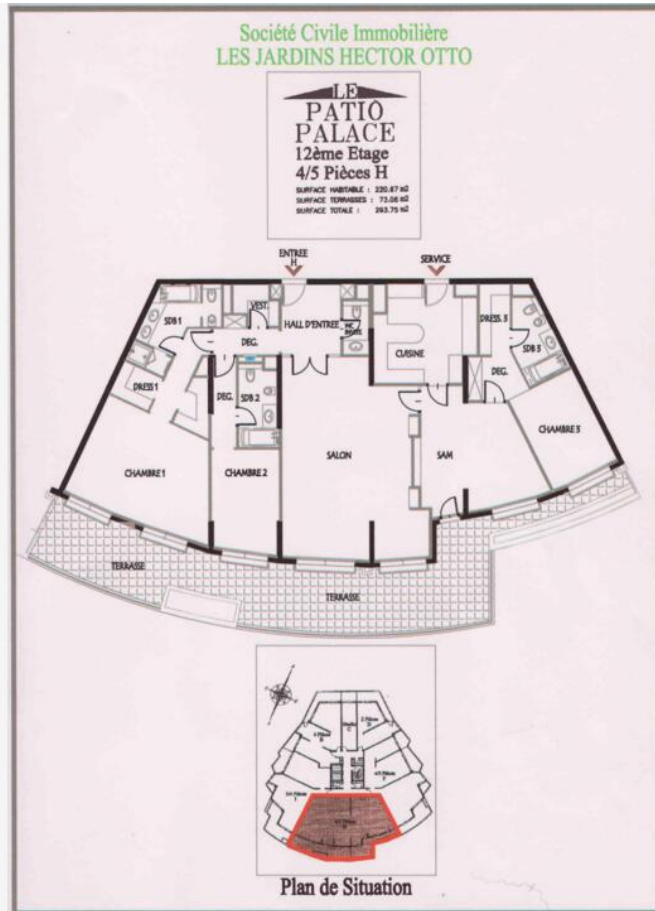 Société Civile Immobilière
LES JARDINS HECTOR OTTO
LE
PATIO
PALACE
12ème Etage
4/5 Pièces H
SURFACE HABITABLE : 220.67 m2
SURFACE TERRASSES : 73.08 m2
SURFACE TOTALE : 293.75 m2
ENTREE
H
SERVICE
VEST.
SDB 1
HALL D'ENTREE
WC
INVITE
DRESS. 3
CUISINE
SDB 3
DEG.
DEG.
DRESS 1
DEG.
SDB 2
CHAMBRE 3
CHAMBRE 1
CHAMBRE 2
SALON
SAM
TERRASSE
TERRASSE
Plan de Situation